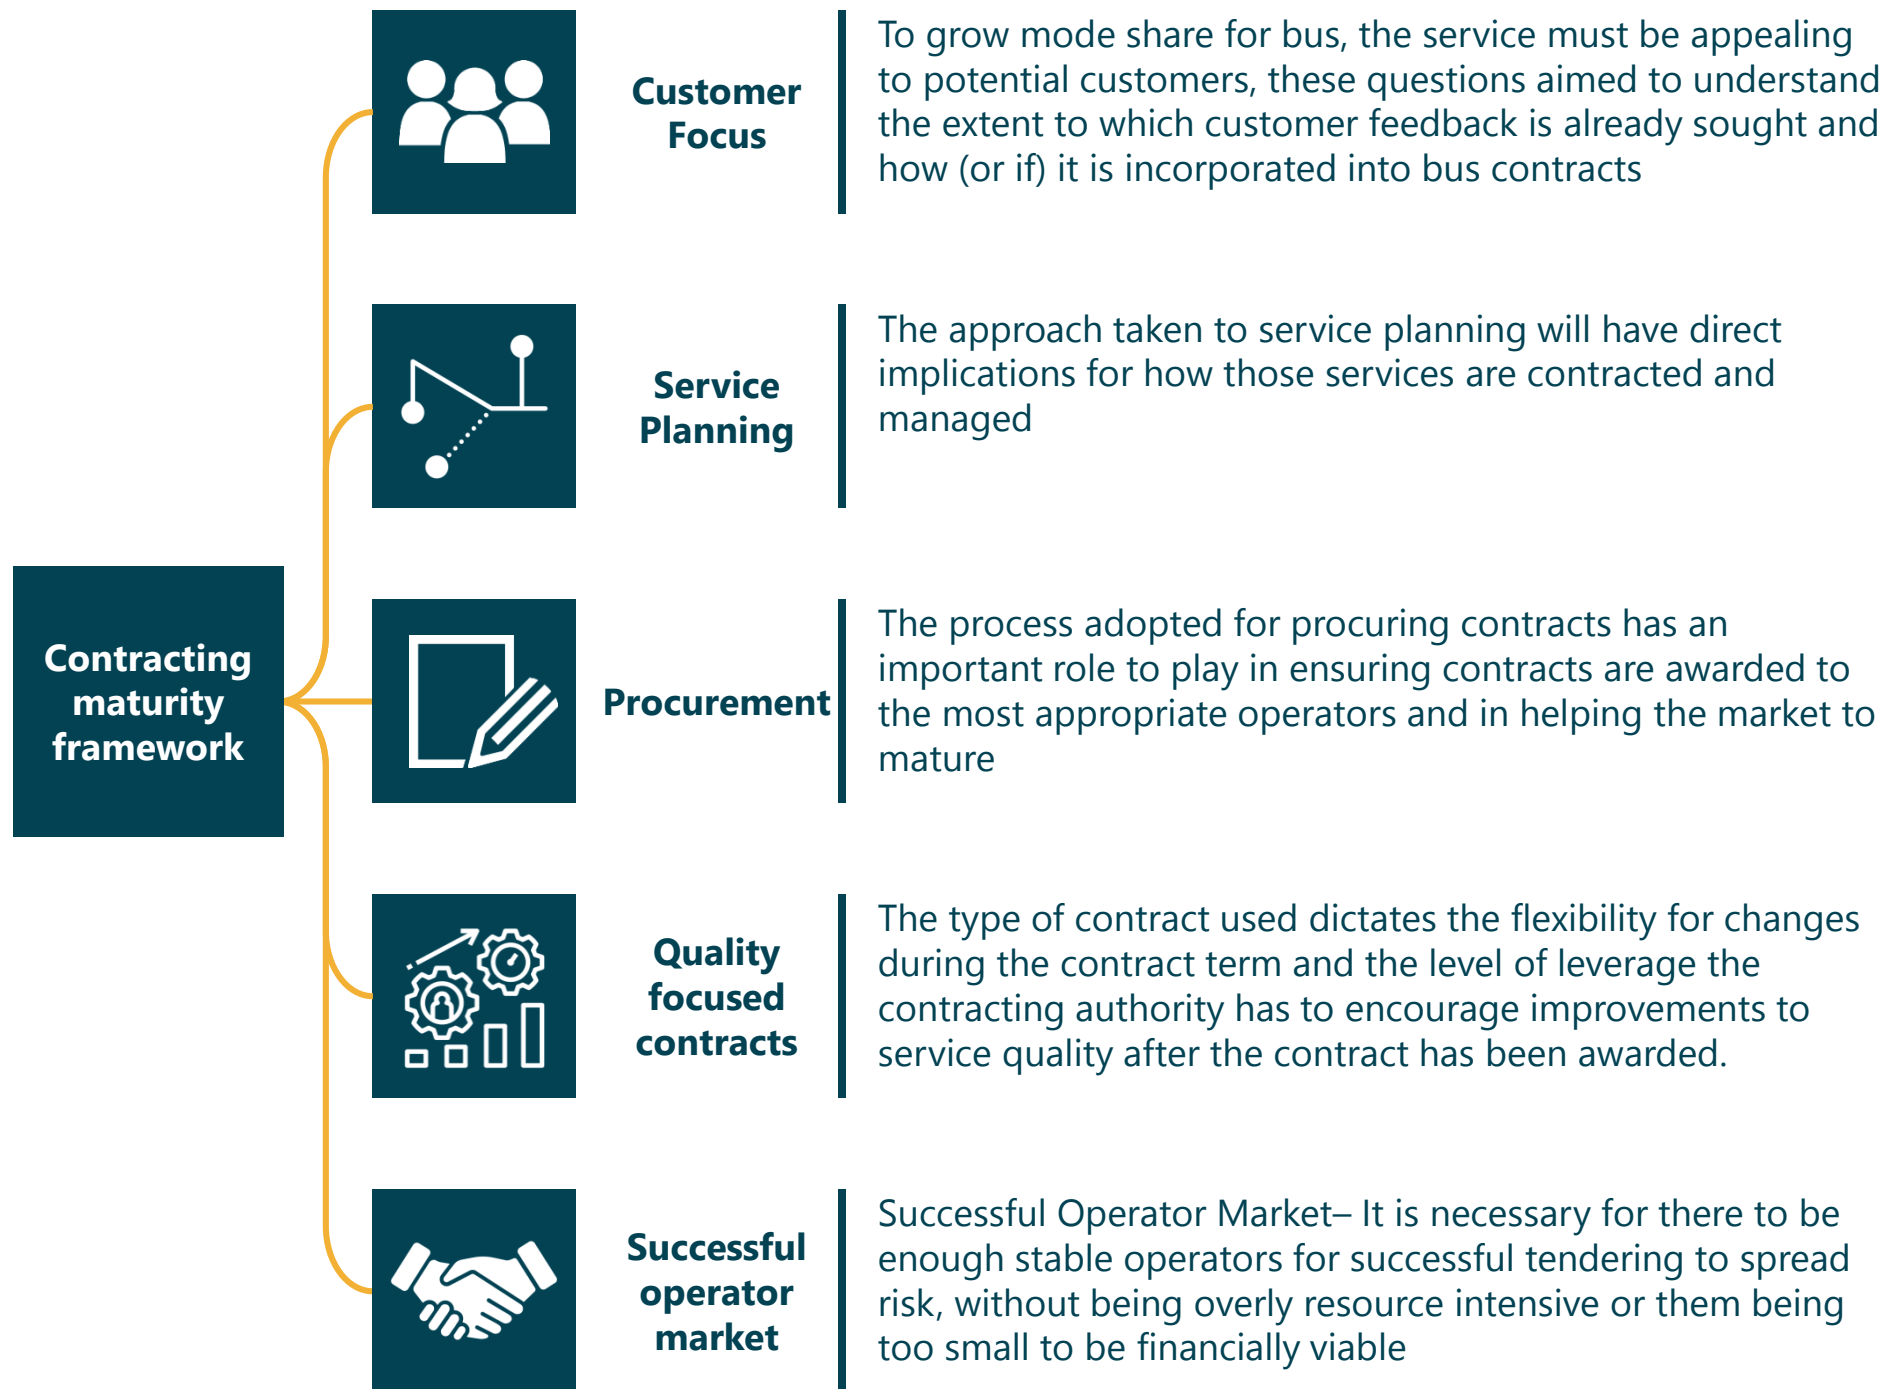 Contracting
maturity
framework
Customer
Focus
To grow mode share for bus, the service must be appealing
to potential customers, these questions aimed to understand
the extent to which customer feedback is already sought and
how (or if) it is incorporated into bus contracts
Service
Planning
The approach taken to service planning will have direct
implications for how those services are contracted and
managed
Procurement
The process adopted for procuring contracts has an
important role to play in ensuring contracts are awarded to
the most appropriate operators and in helping the market to
mature
Quality
focused
contracts
The type of contract used dictates the flexibility for changes
during the contract term and the level of leverage the
contracting authority has to encourage improvements to
service quality after the contract has been awarded.
Successful
operator
market
Successful Operator Market– It is necessary for there to be
enough stable operators for successful tendering to spread
risk, without being overly resource intensive or them being
too small to be financially viable